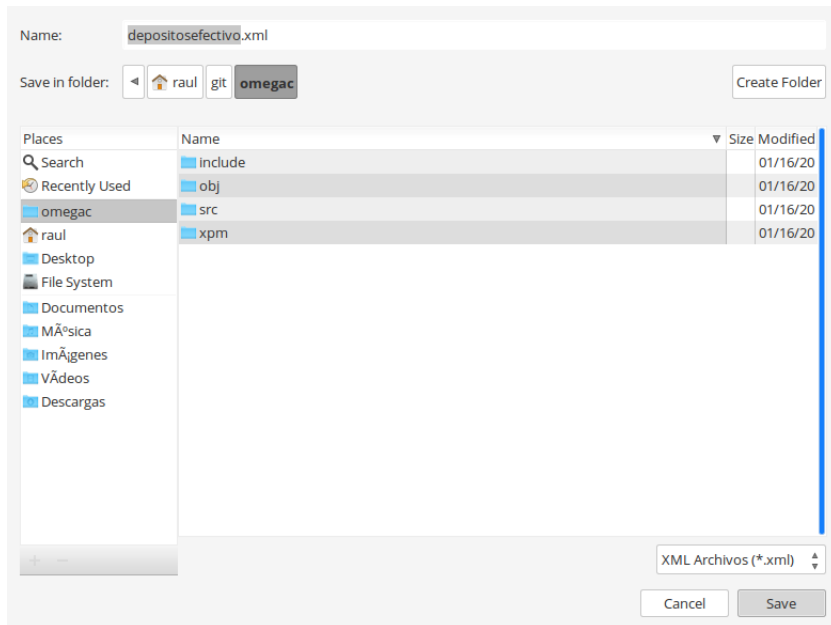 Name: depositosefectivo.xml
Save in folder: raul git omegac Create Folder
Places Name Size Modified
Search include 01/16/20
Recently Used obj 01/16/20
omegac src 01/16/20
raul xpm 01/16/20
Desktop
File System
Documentos
MÃºsica
ImÃ¡genes
VÃdeos
Descargas
XML Archivos (*.xml)
Cancel Save